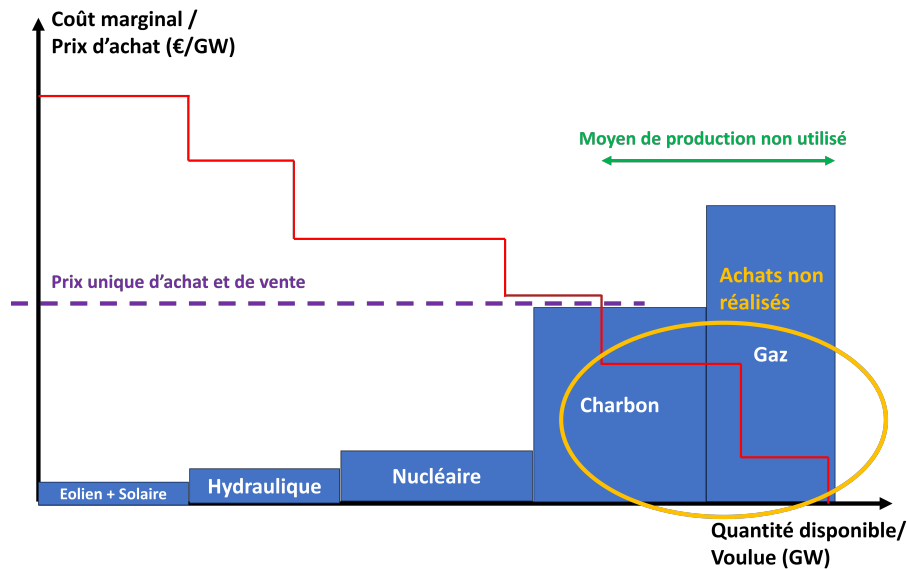 Coût marginal /
Prix d’achat (€/GW)
Moyen de production non utilisé
Prix unique d’achat et de vente
Achats non
réalisés
Gaz
Charbon
Nucléaire
Hydraulique
Eolien + Solaire
Quantité disponible/
Voulue (GW)